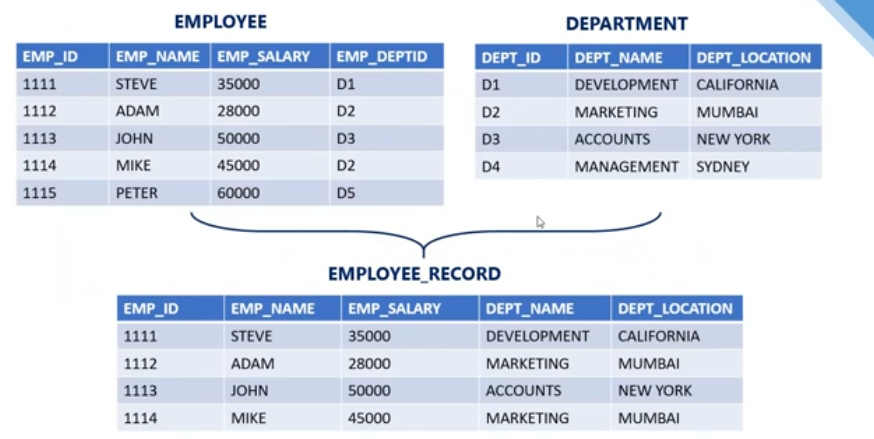 EMPLOYEE
EMP_ID EMP_NAME EMP_SALARY EMP_DEPTID
1111 STEVE 35000 D1
1112 ADAM 28000 D2
1113 JOHN 50000 D3
1114 MIKE 45000 D2
1115 PETER 60000 D5
DEPARTMENT
DEPT_ID DEPT_NAME DEPT_LOCATION
D1 DEVELOPMENT CALIFORNIA
D2 MARKETING MUMBAI
D3 ACCOUNTS NEW YORK
D4 MANAGEMENT SYDNEY
EMPLOYEE_RECORD
EMP_ID EMP_NAME EMP_SALARY DEPT_NAME DEPT_LOCATION
1111 STEVE 35000 DEVELOPMENT CALIFORNIA
1112 ADAM 28000 MARKETING MUMBAI
1113 JOHN 50000 ACCOUNTS NEW YORK
1114 MIKE 45000 MARKETING MUMBAI